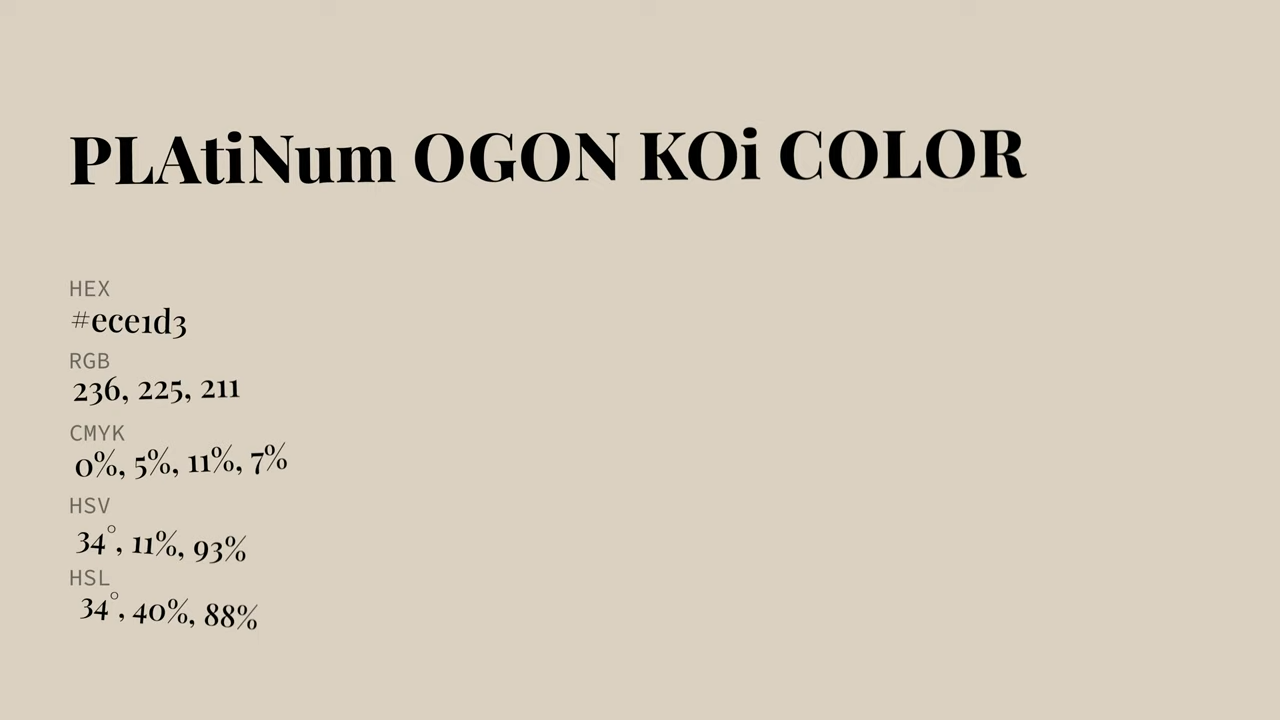 PLAtiNum OGON KOi COLOR
HEX
#ece1d3
RGB
236, 225, 211
CMYK
0%, 5%, 11%, 7%
HSV
34°, 11%, 93%
HSL
34°, 40%, 88%